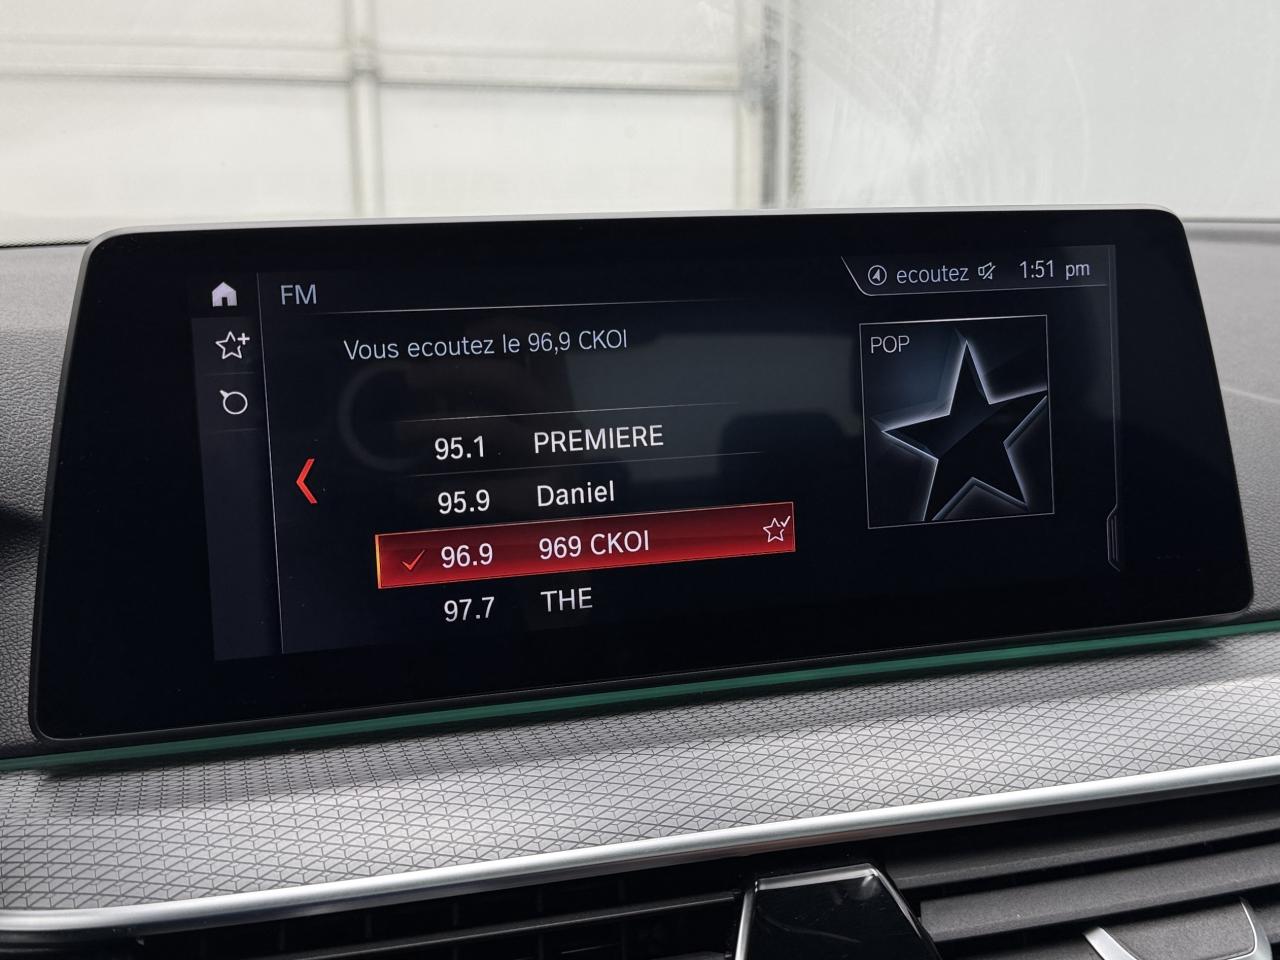 FM
ecoutez 1:51 pm
Vous ecoutez le 96,9 CKOI
POP
95.1 PREMIERE
95.9 Daniel
96.9 969 CKOI
97.7 THE